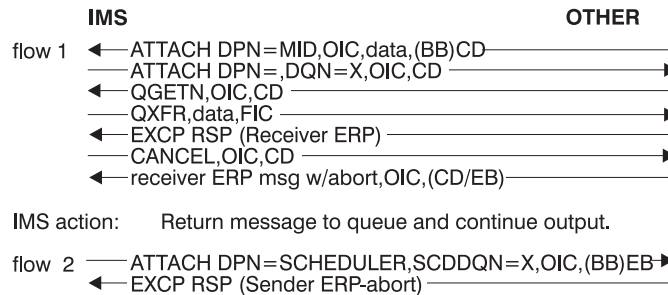 IMS OTHER
flow 1 ATTACH DPN=MID,OIC,data,(BB)CD
ATTACH DPN=,DQN=X,OIC,CD
QGETN,OIC,CD
QXFR,data,FIC
EXCP RSP (Receiver ERP)
CANCEL,OIC,CD
receiver ERP msg w/abort,OIC,(CD/EB)
IMS action: Return message to queue and continue output.
flow 2 ATTACH DPN=SCHEDULER,SCDDQN=X,OIC,(BB)EB
EXCP RSP (Sender ERP-abort)